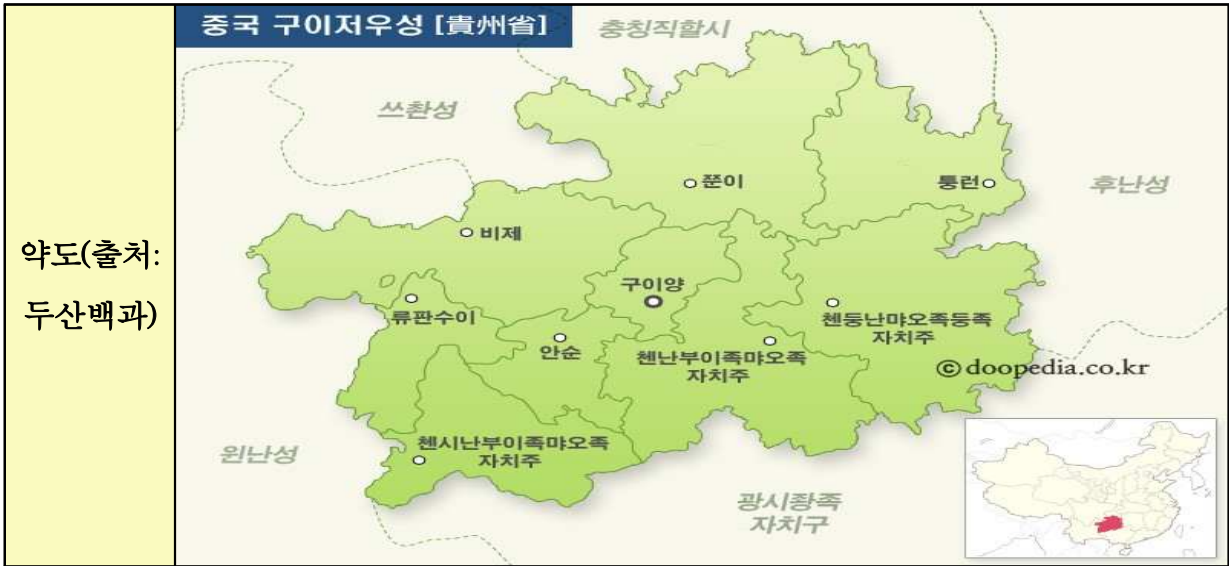 중국 구이저우성 [貴州省]
충칭직할시
쓰촨성
쭌이
퉁런
후난성
약도(출처:
두산백과)
비제
구이양
류판수이
안순
첸둥난먀오족둥족
자치주
첸난부이족먀오족
자치주
©doopedia.co.kr
윈난성
첸시난부이족먀오족
자치주
광시좡족
자치구